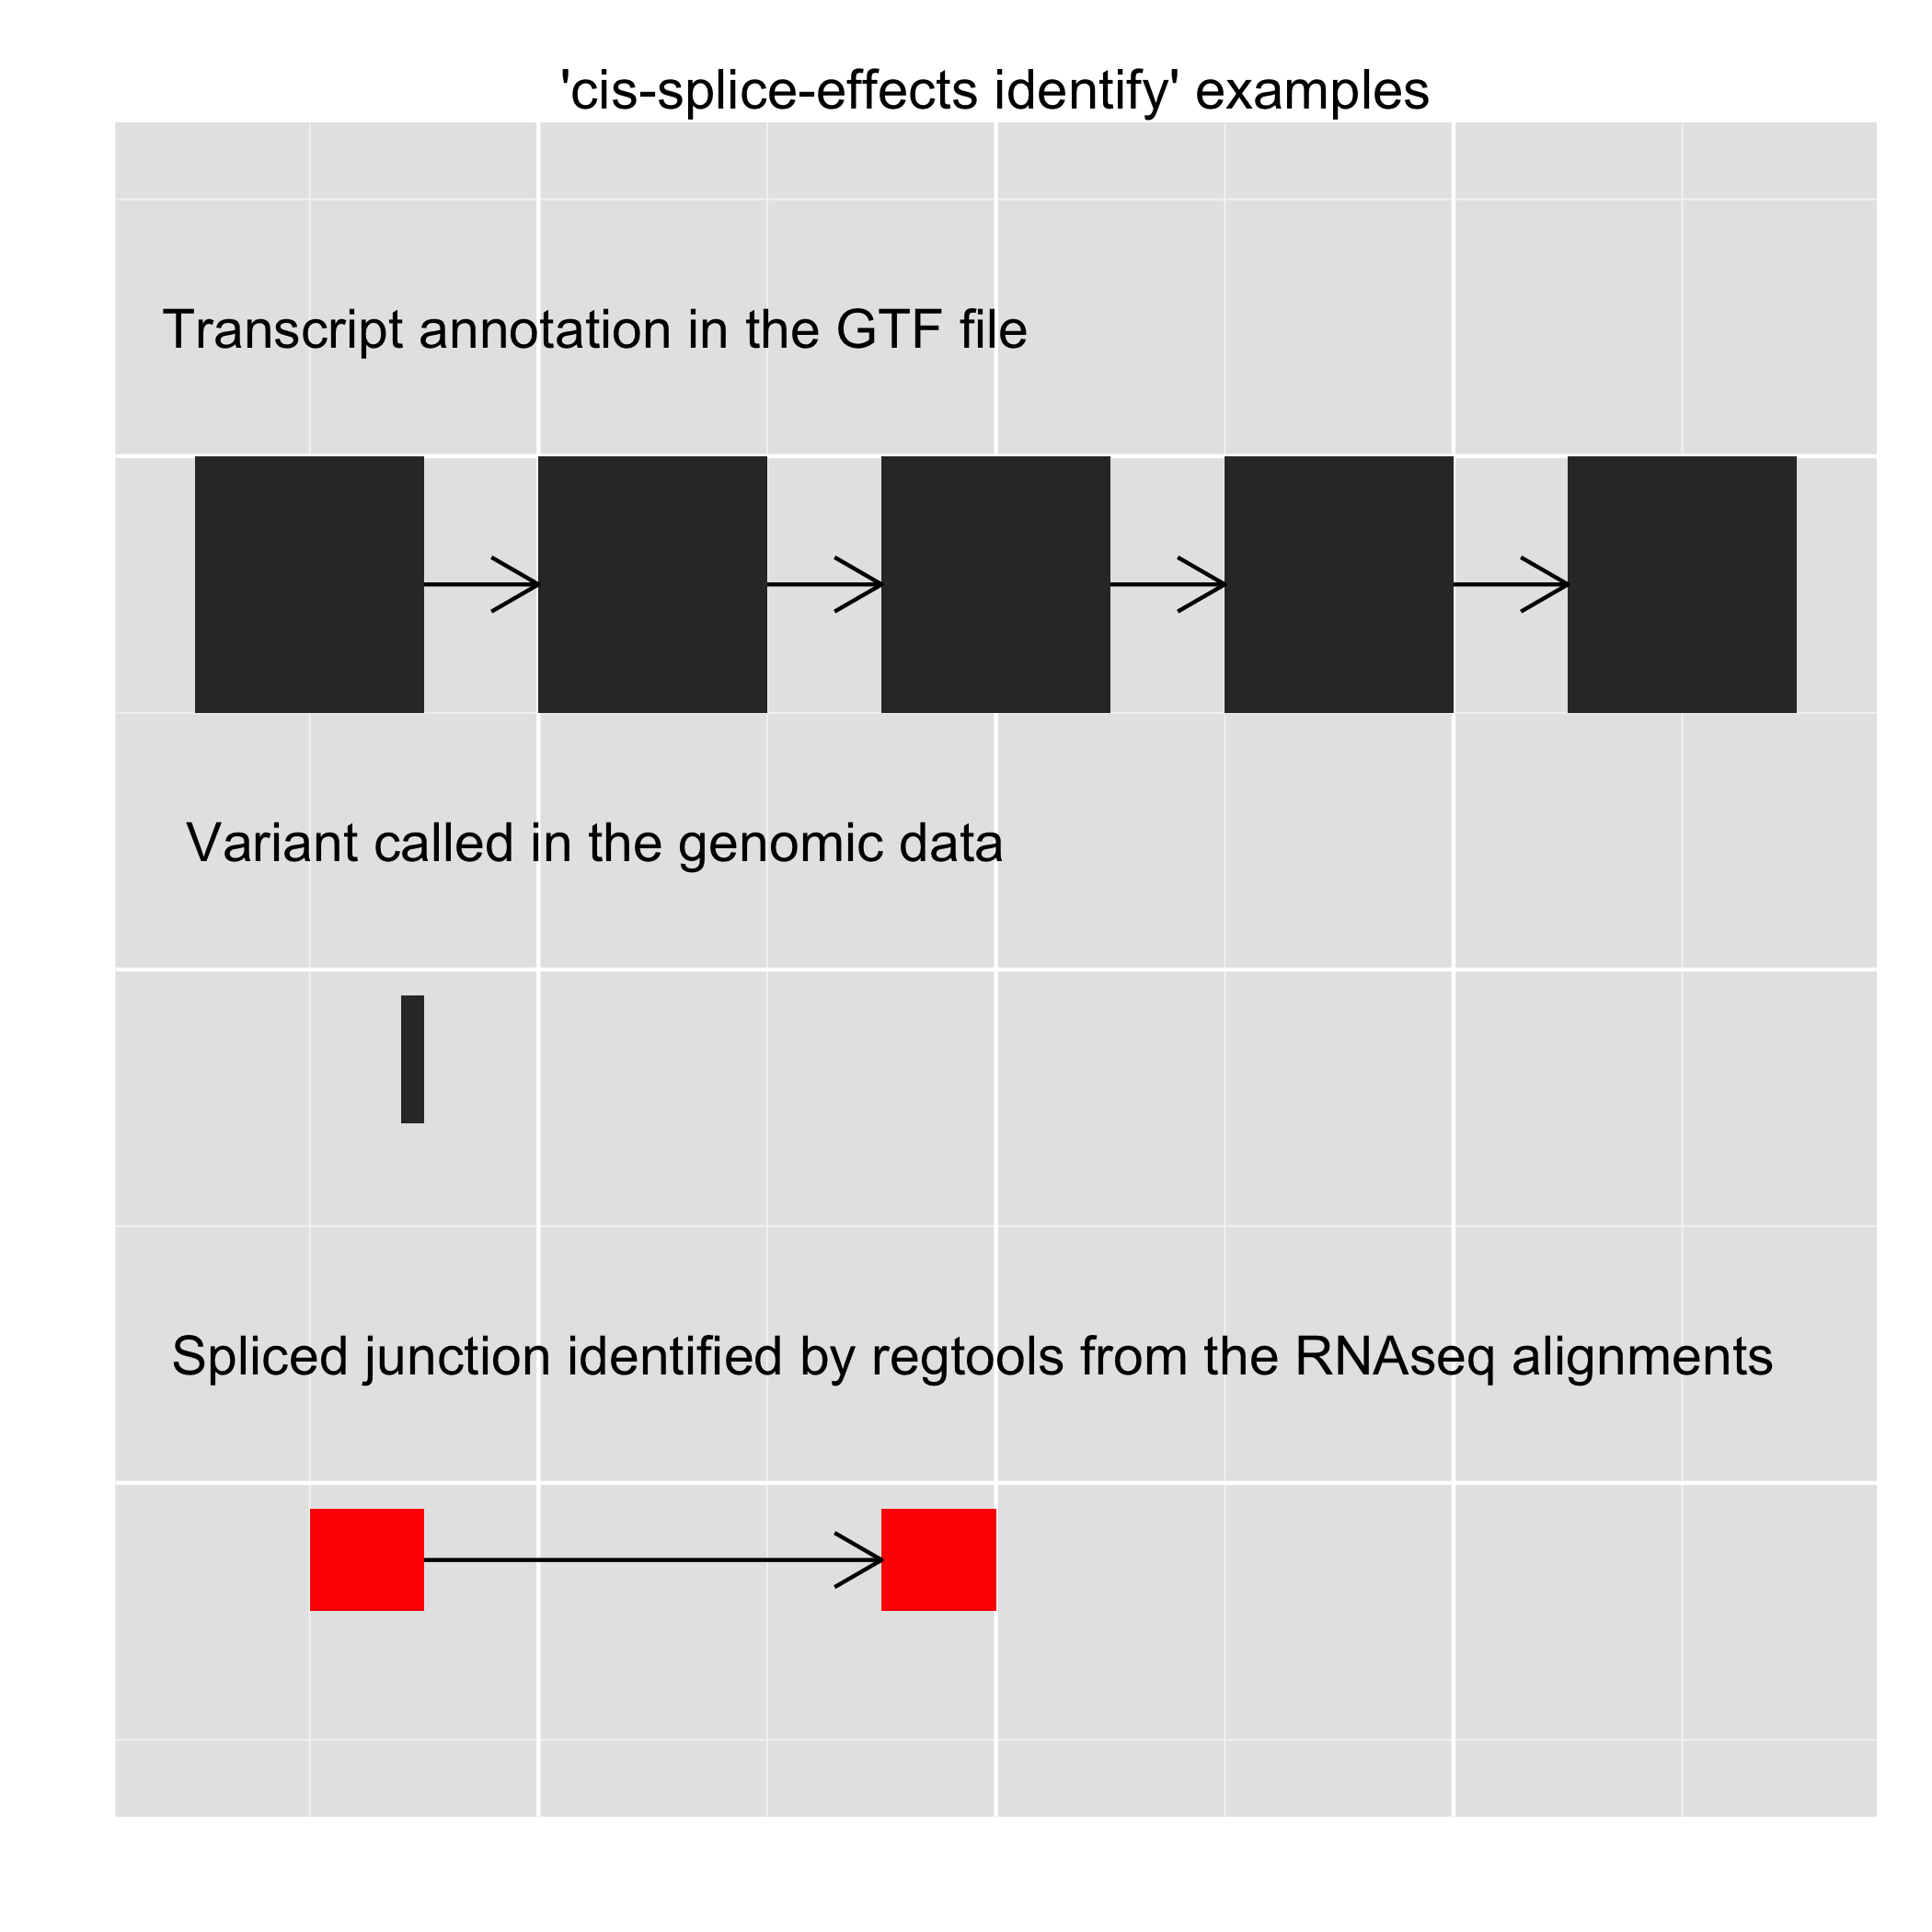 'cis-splice-effects identify' examples
Transcript annotation in the GTF file
Variant called in the genomic data
Spliced junction identified by regtools from the RNAseq alignments